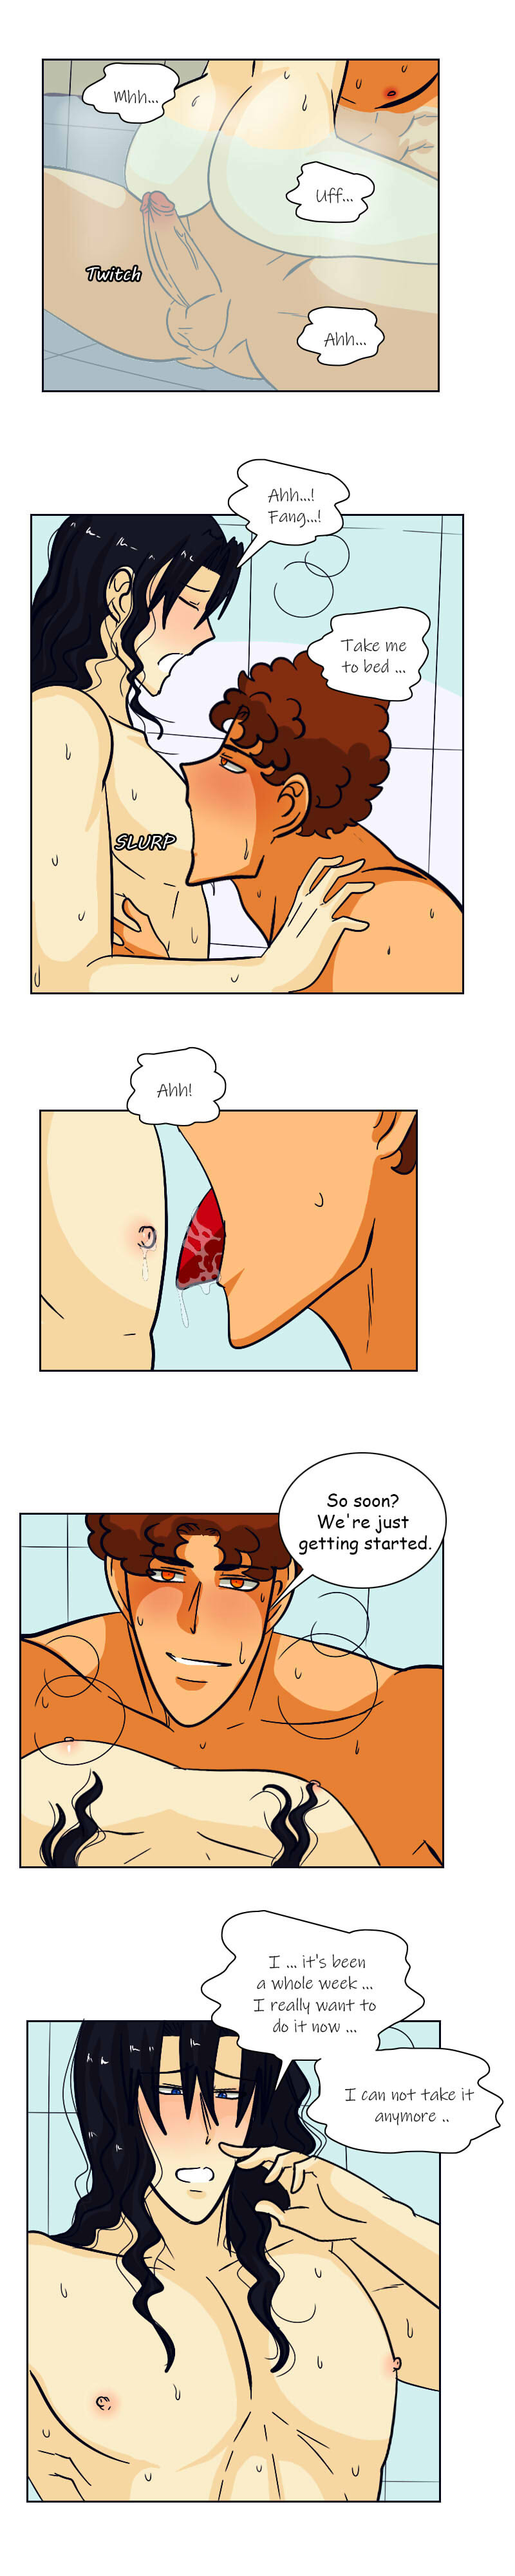 Mhh...
Uff...
Twitch
Ahh...
Ahh...!
Fang...!
Take me
to bed ...
SLURP
Ahh!
So soon?
We're just
getting started.
I ... it's been
a whole week ...
I really want to
do it now ...
I can not take it
anymore ..